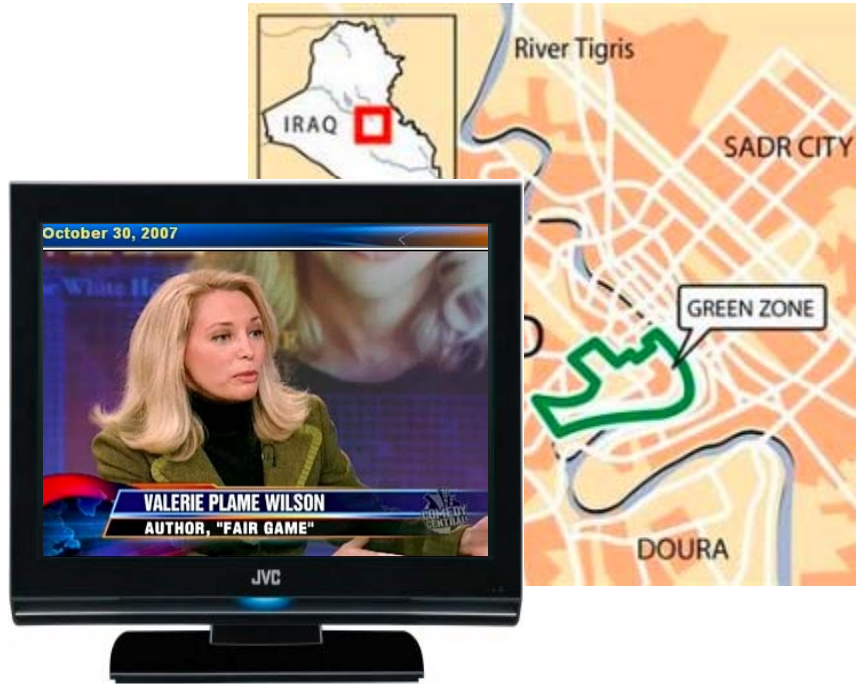 River Tigris
IRAQ
SADR CITY
October 30, 2007
GREEN ZONE
VALERIE PLAME WILSON
AUTHOR, "FAIR GAME"
COMEDY
CENTRAL
DOURA
JVC